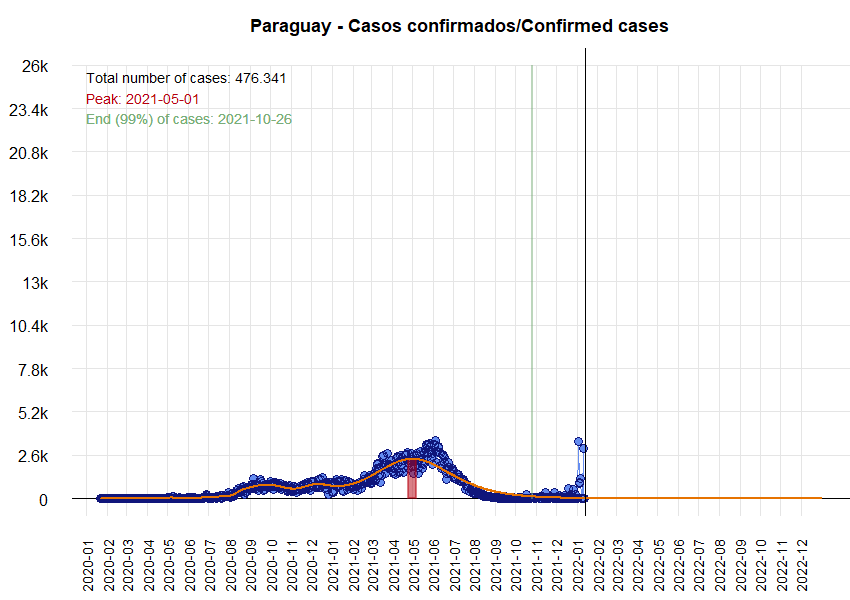 Paraguay - Casos confirmados/Confirmed cases
26k
Total number of cases: 476.341
Peak: 2021-05-01
23.4k
End (99%) of cases: 2021-10-26
20.8k
18.2k
15.6k
13k
10.4k
7.8k
5.2k
2.6k
0
2020-01
2020-02
2020-03
2020-04
2020-05
2020-06
2020-07
2020-08
2020-09
2020-10
2020-11
2020-12
2021-01
2021-02
2021-03
2021-04
2021-05
2021-06
2021-07
2021-08
2021-09
2021-10
2021-11
2021-12
2022-01
2022-02
2022-03
2022-04
2022-05
2022-06
2022-07
2022-08
2022-09
2022-10
2022-11
2022-12